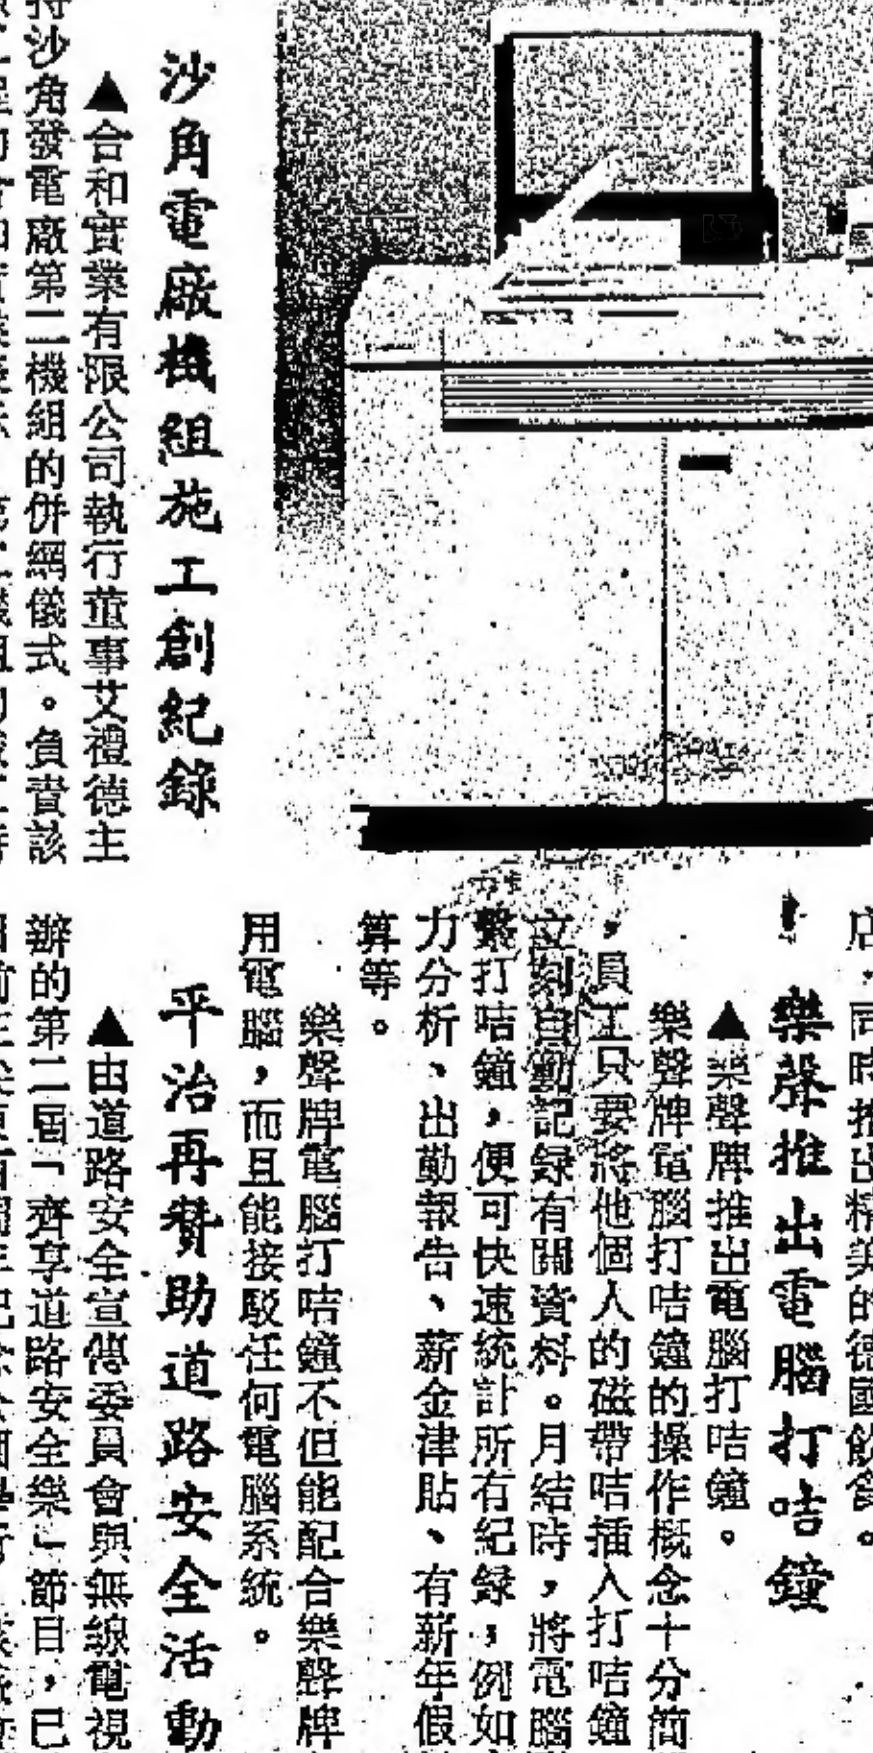 店，同時推出精美的德國飲食。
樂聲推出電腦打咭鐘
▲樂聲牌推出電腦打咭鐘。
樂聲牌電腦打咭鐘的操作概念十分簡
，員工只要將他個人的磁帶咭插入打咭鐘
立刻自動記録有關資料。月結時，將電腦
繫打咭鐘，便可快速統計所有紀録，例如
力分析、出勤報告、薪金津貼、有薪年假
算等。
樂聲牌電腦打咭鐘不但能配合樂聲牌
用電腦，而且能接駁任何電腦系統。
沙角電廠機組施工創紀錄
▲合和實業有限公司執行董事艾禮德主
持沙角發電廠第二機組的併網儀式。負責該
平治再贊助道路安全活動
▲由道路安全宣傳委員會與無線電視
辦的第二屆「齊享道路安全樂」節目，已